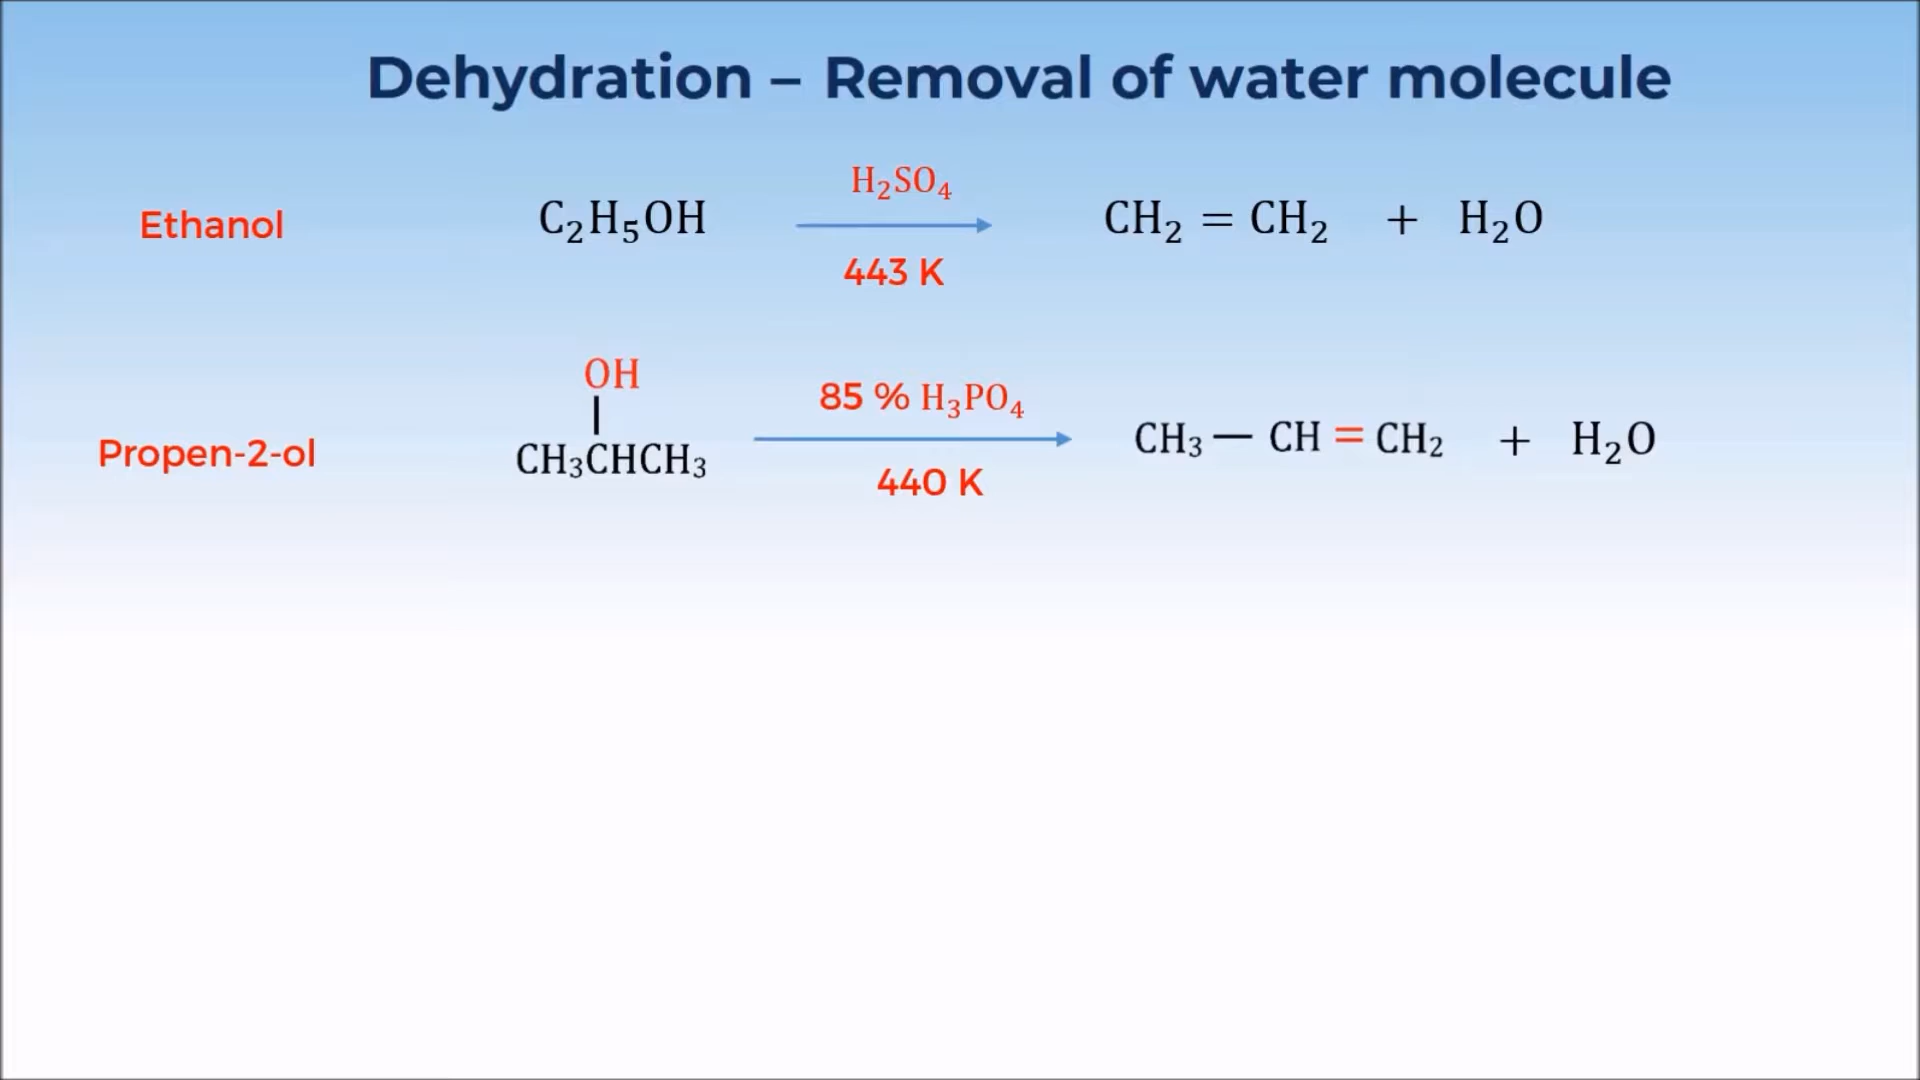 Dehydration – Removal of water molecule
H₂SO₄
Ethanol C₂H₅OH CH₂ = CH₂ + H₂O
443 K
OH
85 % H₃PO₄
Propen-2-ol CH₃CHCH₃ CH₃ — CH = CH₂ + H₂O
440 K